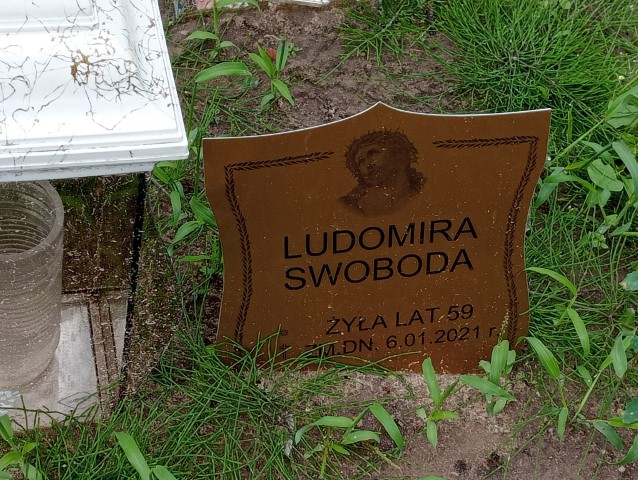 LUDOMIRA
SWOBODA
ŻYŁA LAT 59
ZM.DN. 6.01.2021 r.